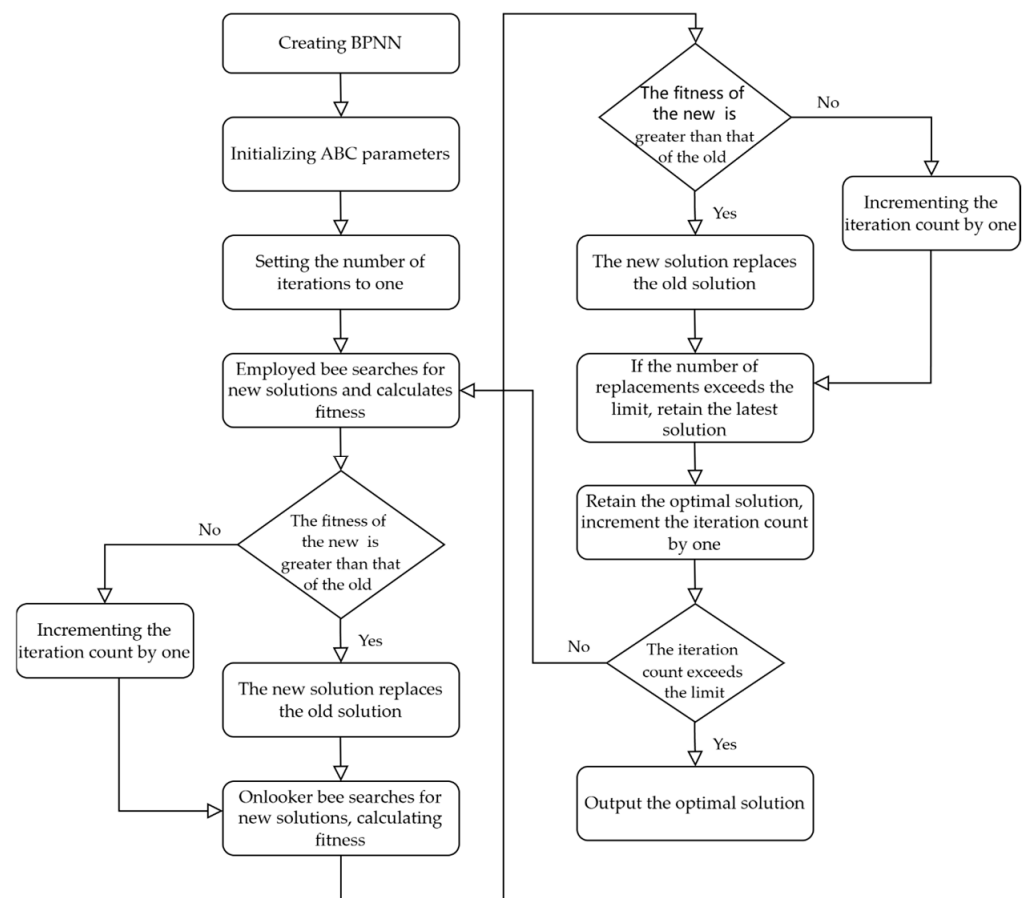 Creating BPNN
Initializing ABC parameters
Setting the number of
iterations to one
Employed bee searches for
new solutions and calculates
fitness
No
The fitness of
the new is
greater than that
of the old
Incrementing the
iteration count by one
Yes
The new solution replaces
the old solution
Onlooker bee searches for
new solutions, calculating
fitness
The fitness of
the new is
greater than that
of the old
No
Incrementing the
iteration count by one
Yes
The new solution replaces
the old solution
If the number of
replacements exceeds the
limit, retain the latest
solution
Retain the optimal solution,
increment the iteration count
by one
No
The iteration
count exceeds
the limit
Yes
Output the optimal solution